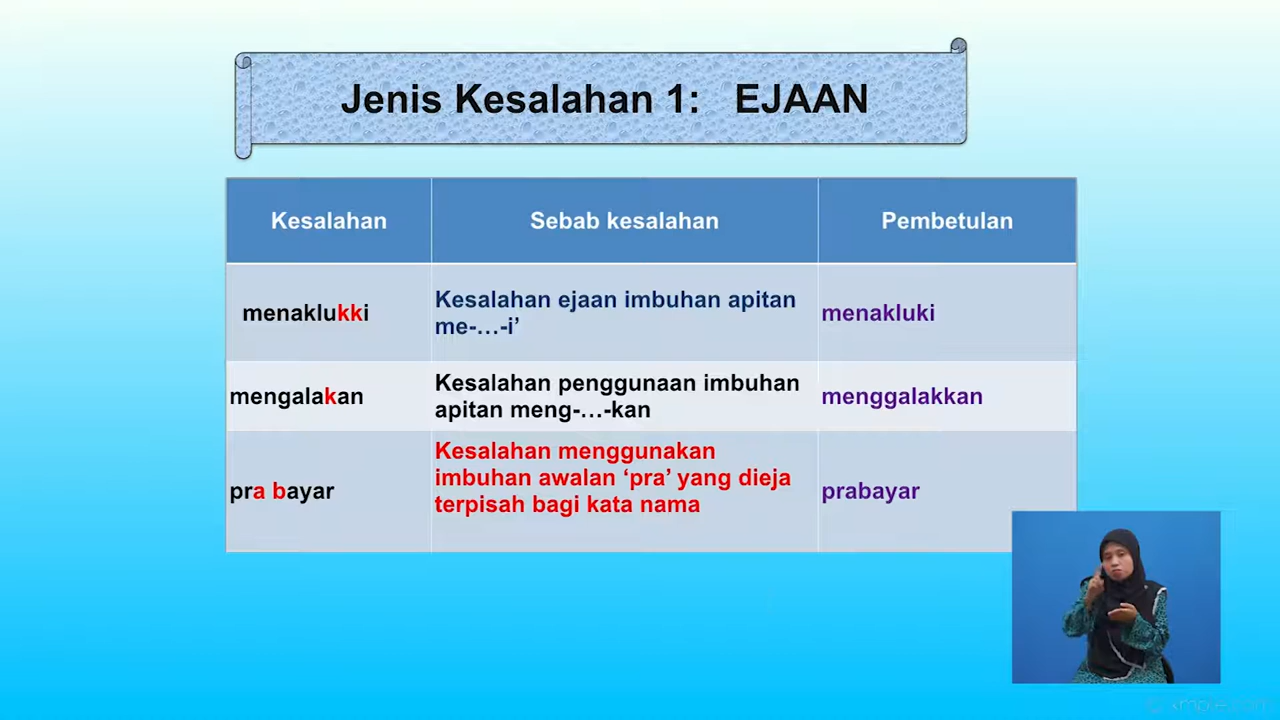 Jenis Kesalahan 1: EJAAN
Kesalahan
Sebab kesalahan
Pembetulan
menaklukki
Kesalahan ejaan imbuhan apitan
me-…-i’
menakluki
mengalakan
Kesalahan penggunaan imbuhan
apitan meng-…-kan
menggalakkan
pra bayar
Kesalahan menggunakan
imbuhan awalan ‘pra’ yang dieja
terpisah bagi kata nama
prabayar